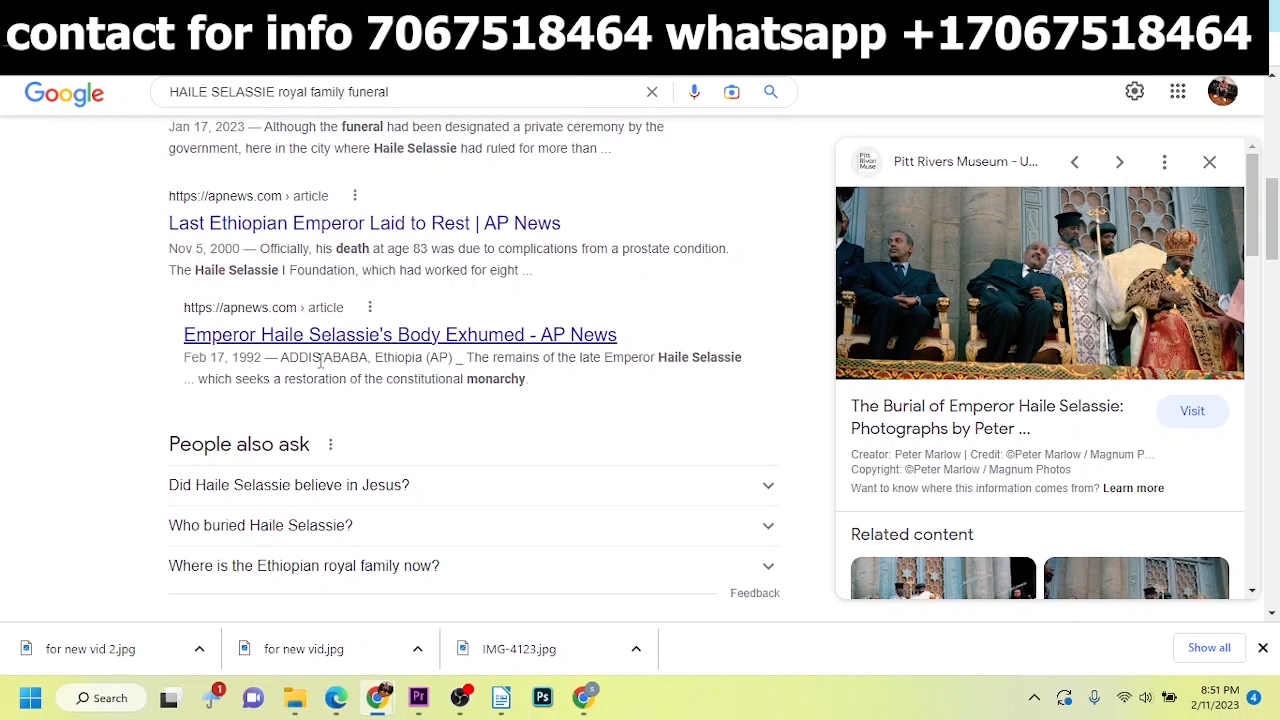 contact for info 7067518464 whatsapp +17067518464
Google
HAILE SELASSIE royal family funeral
Jan 17, 2023 — Although the funeral had been designated a private ceremony by the
government, here in the city where Haile Selassie had ruled for more than ...
https://apnews.com › article
Last Ethiopian Emperor Laid to Rest | AP News
Nov 5, 2000 — Officially, his death at age 83 was due to complications from a prostate condition.
The Haile Selassie I Foundation, which had worked for eight ...
https://apnews.com › article
Emperor Haile Selassie's Body Exhumed - AP News
Feb 17, 1992 — ADDIS ABABA, Ethiopia (AP) _ The remains of the late Emperor Haile Selassie
... which seeks a restoration of the constitutional monarchy.
People also ask
Did Haile Selassie believe in Jesus?
Who buried Haile Selassie?
Where is the Ethiopian royal family now?
Feedback
Pitt Rivers Muse
Pitt Rivers Museum - U...
The Burial of Emperor Haile Selassie:
Photographs by Peter ...
Visit
Creator: Peter Marlow | Credit: ©Peter Marlow / Magnum P...
Copyright: ©Peter Marlow / Magnum Photos
Want to know where this information comes from? Learn more
Related content
for new vid 2.jpg
for new vid.jpg
IMG-4123.jpg
Show all
Search
1
Pr
Ps
S
8:51 PM
2/11/2023
4